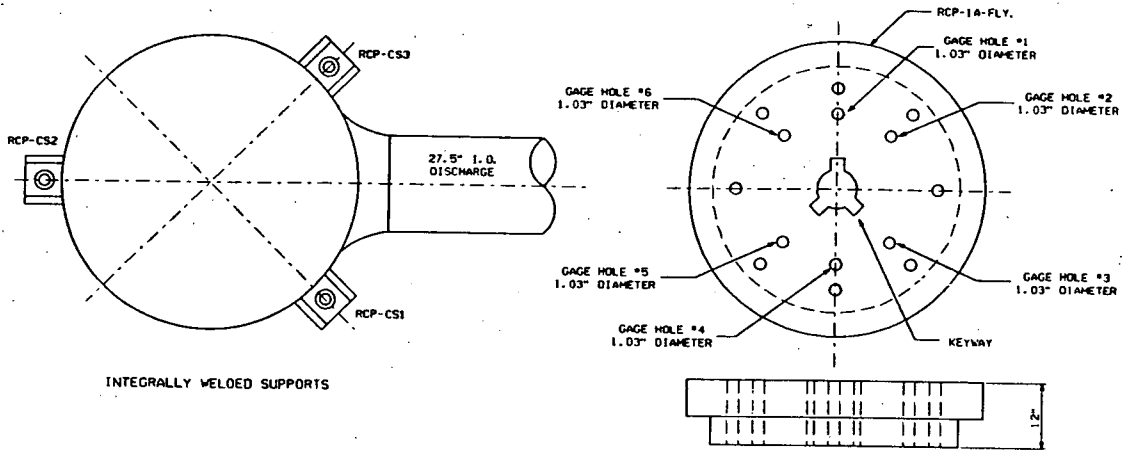 RCP-CS3
RCP-CS2
27.5" I.D.
DISCHARGE
RCP-CS1
INTEGRALLY WELDED SUPPORTS
RCP-1A-FLY.
GAGE HOLE #1
1.03" DIAMETER
GAGE HOLE #6
1.03" DIAMETER
GAGE HOLE #2
1.03" DIAMETER
GAGE HOLE #5
1.03" DIAMETER
GAGE HOLE #3
1.03" DIAMETER
GAGE HOLE #4
1.03" DIAMETER
KEYWAY
12"